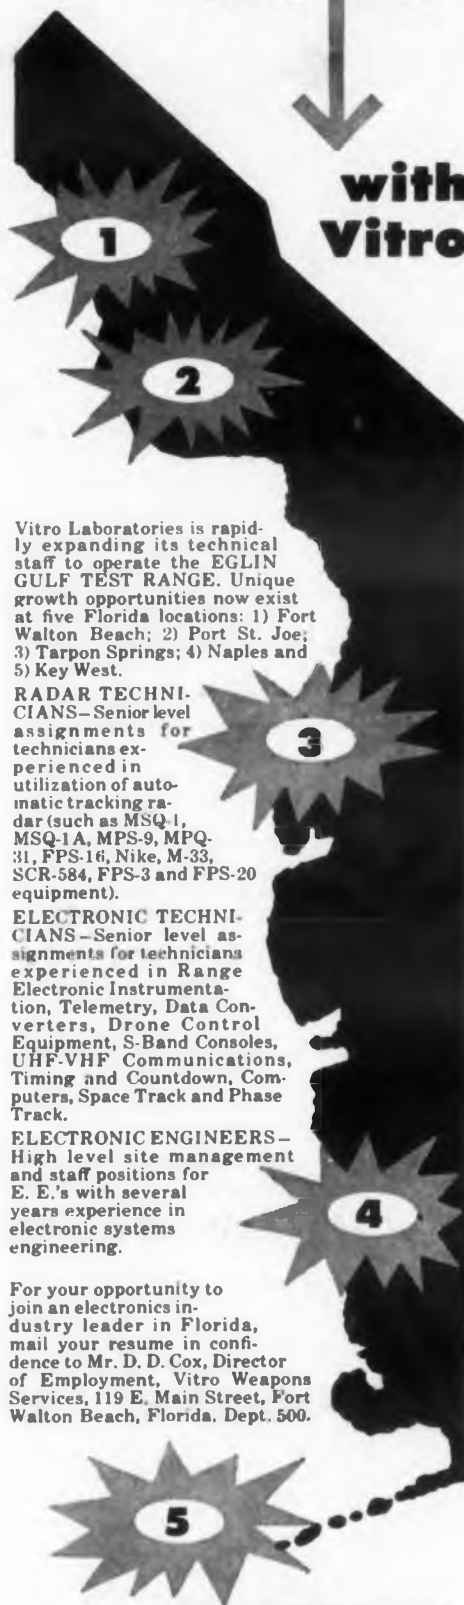 with
Vitro
1
2
Vitro Laboratories is rapid-
ly expanding its technical
staff to operate the EGLIN
GULF TEST RANGE. Unique
growth opportunities now exist
at five Florida locations: 1) Fort
Walton Beach; 2) Port St. Joe;
3) Tarpon Springs; 4) Naples and
5) Key West.
RADAR TECHNI-
CIANS–Senior level
assignments for
technicians ex-
perienced in
utilization of auto-
matic tracking ra-
dar (such as MSQ-1,
MSQ-1A, MPS-9, MPQ-
31, FPS-16, Nike, M-33,
SCR-584, FPS-3 and FPS-20
equipment).
3
ELECTRONIC TECHNI-
CIANS–Senior level as-
signments for technicians
experienced in Range
Electronic Instrumenta-
tion, Telemetry, Data Con-
verters, Drone Control
Equipment, S-Band Consoles,
UHF-VHF Communications,
Timing and Countdown, Com-
puters, Space Track and Phase
Track.
ELECTRONIC ENGINEERS–
High level site management
and staff positions for
E. E.'s with several
years experience in
electronic systems
engineering.
4
For your opportunity to
join an electronics in-
dustry leader in Florida,
mail your resume in confi-
dence to Mr. D. D. Cox, Director
of Employment, Vitro Weapons
Services, 119 E. Main Street, Fort
Walton Beach, Florida. Dept. 500.
5